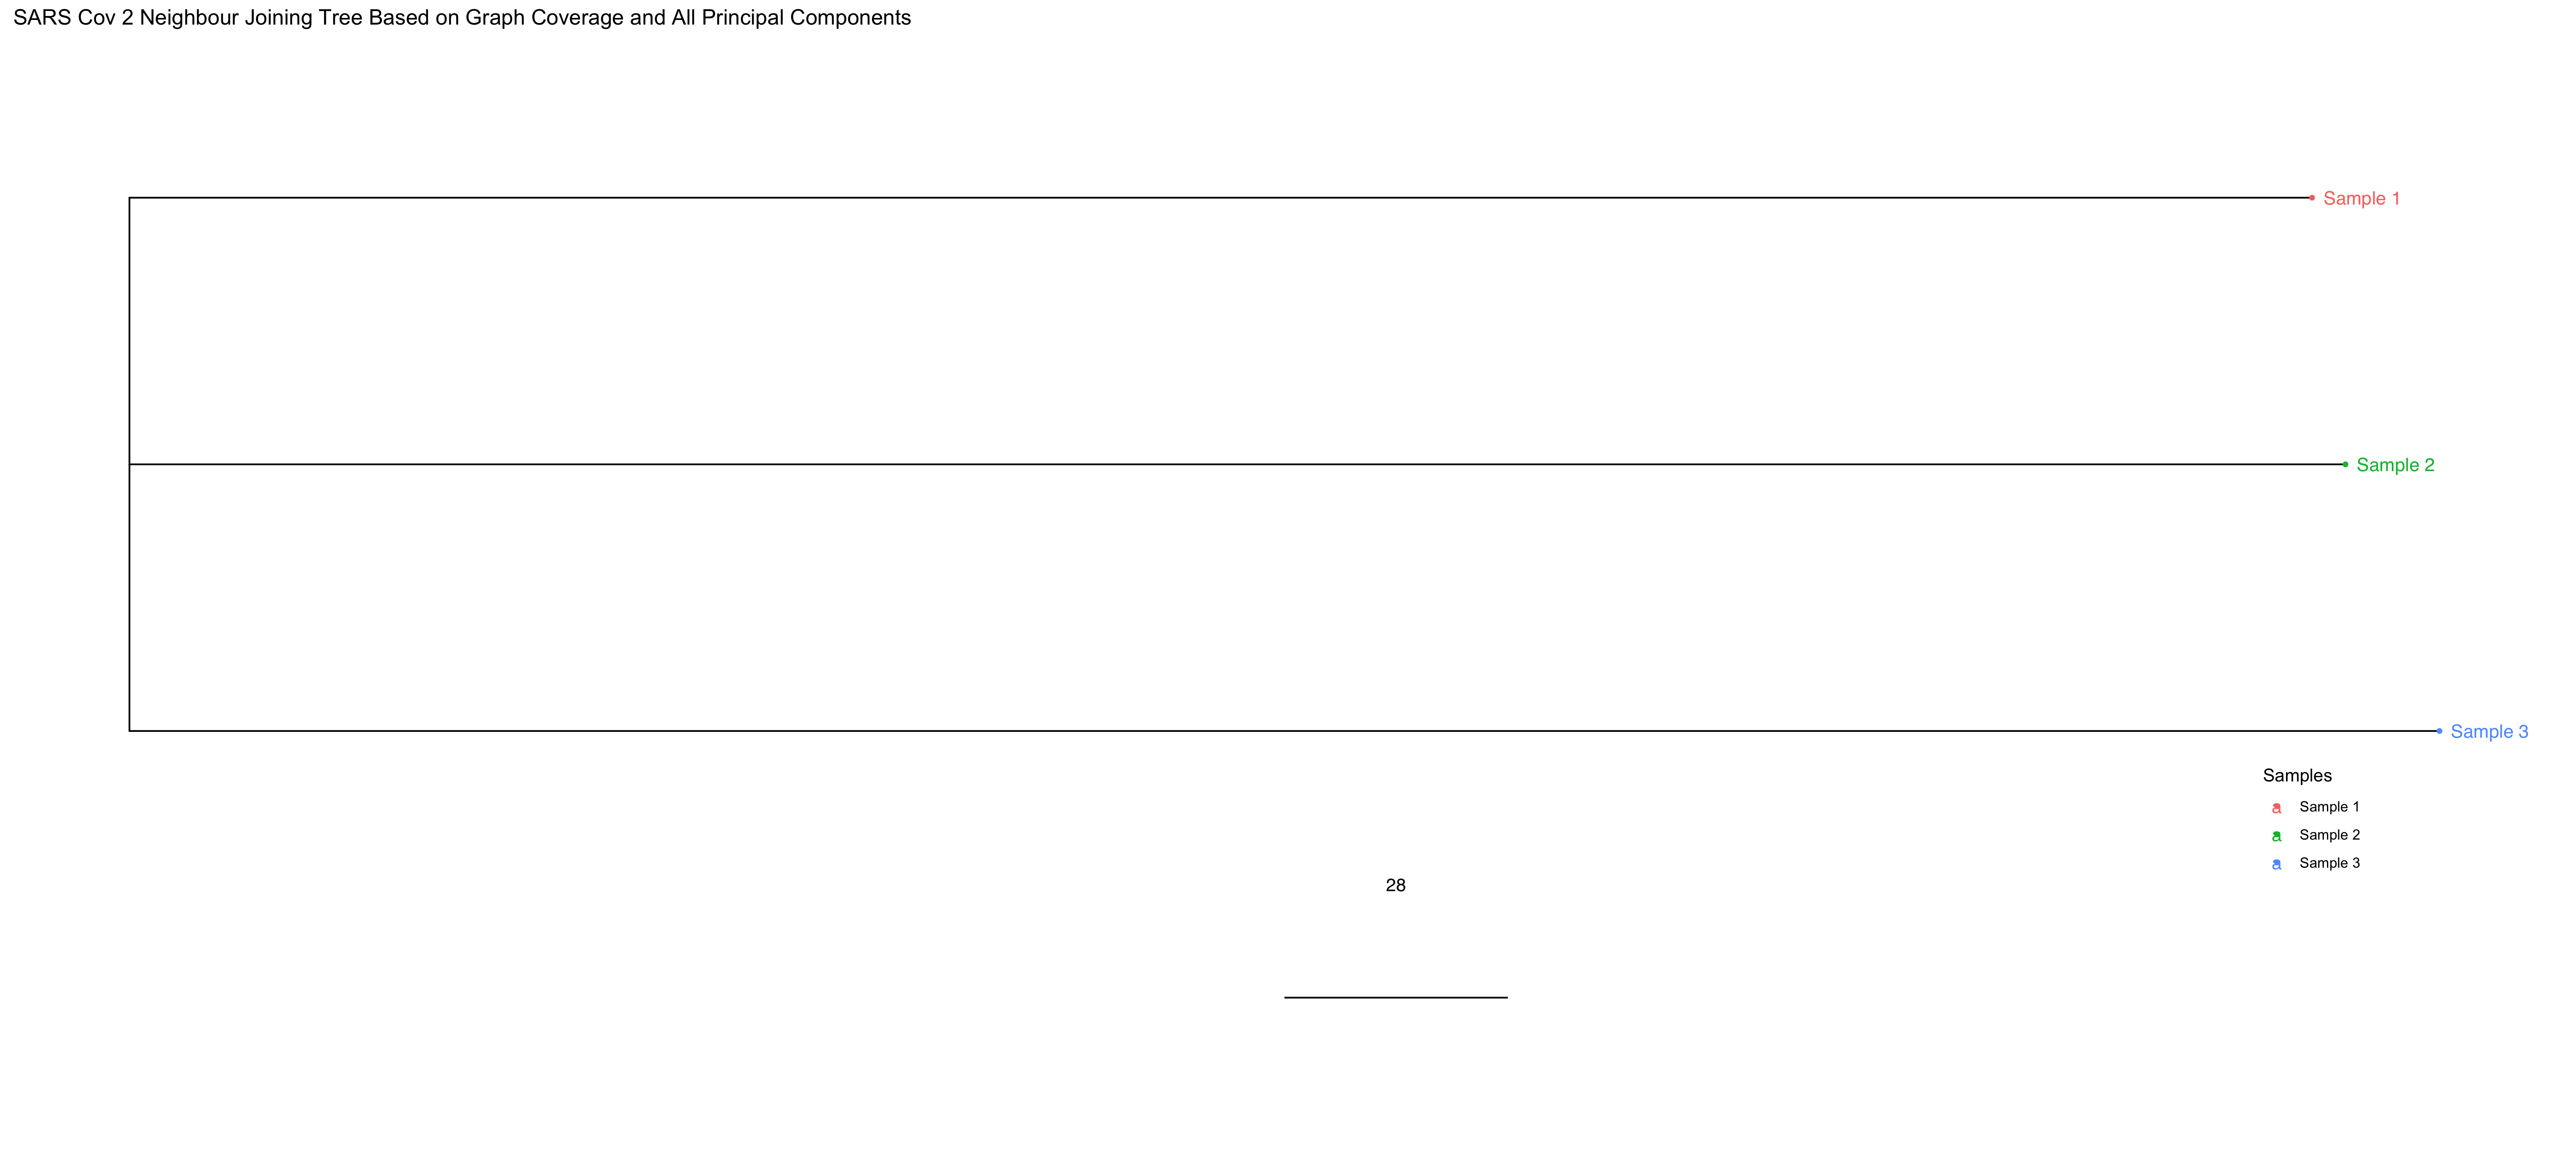 SARS Cov 2 Neighbour Joining Tree Based on Graph Coverage and All Principal Components
Sample 1
Sample 2
Sample 3
Samples
a Sample 1
a Sample 2
a Sample 3
28